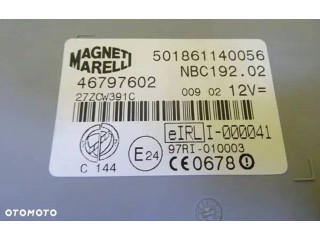 MAGNETI
MARELLI
501861140056
46797602
NBC192.02
27ZCW391C
009 02 12V=
eIRL I-000041
E24
97RI-010003
C 144
CE0678!
OTOMOTO